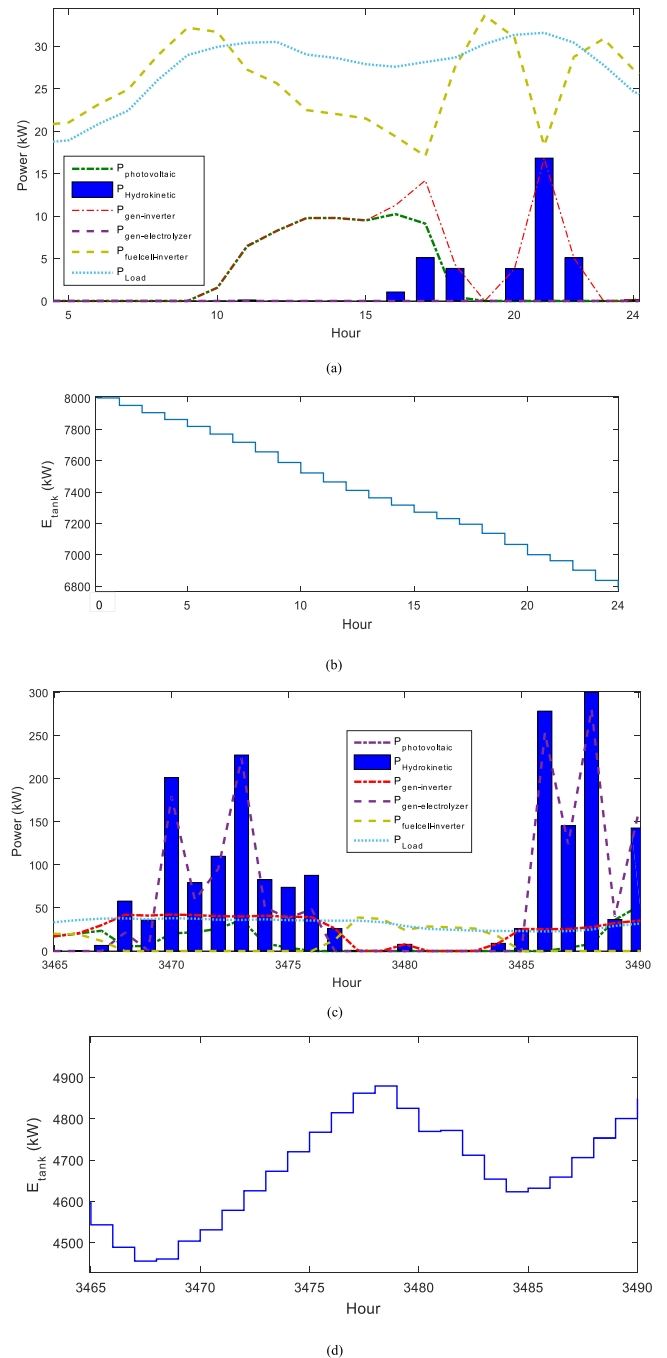 30
25
20
15
10
5
0
Power (kW)
P photovoltaic
P Hydrokinetic
P gen-inverter
P gen-electrolyzer
P fuelcell-inverter
P Load
5 10 15 20 24
Hour
(a)
8000
7800
7600
7400
7200
7000
6800
E tank (kW)
0 5 10 15 20 24
Hour
(b)
300
250
200
150
100
50
0
Power (kW)
P photovoltaic
P Hydrokinetic
P gen-inverter
P gen-electrolyzer
P fuelcell-inverter
P Load
3465 3470 3475 3480 3485 3490
Hour
(c)
4900
4800
4700
4600
4500
E tank (kW)
3465 3470 3475 3480 3485 3490
Hour
(d)